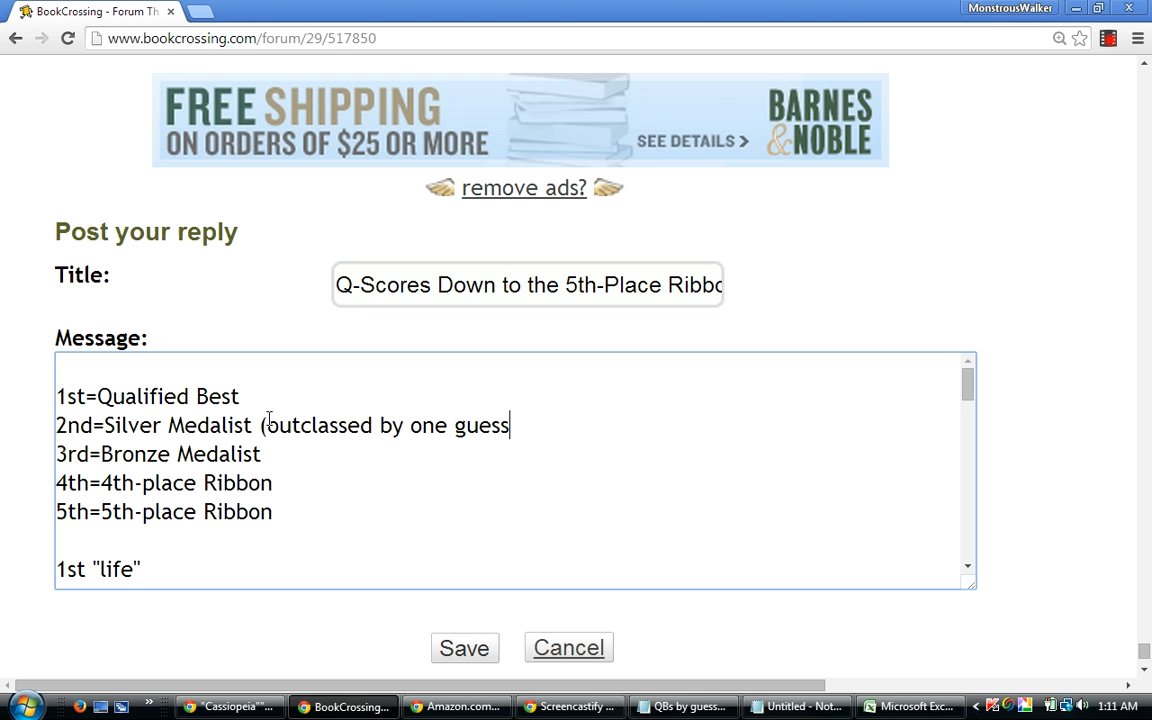 BookCrossing - Forum Th
MonstrousWalker
www.bookcrossing.com/forum/29/517850
FREE SHIPPING
ON ORDERS OF $25 OR MORE
SEE DETAILS >
BARNES
& NOBLE
remove ads?
Post your reply
Title:
Q-Scores Down to the 5th-Place Ribbo
Message:
1st=Qualified Best
2nd=Silver Medalist (outclassed by one guess
3rd=Bronze Medalist
4th=4th-place Ribbon
5th=5th-place Ribbon
1st "life"
Save
Cancel
"Cassiopeia""...
BookCrossing...
Amazon.com...
Screencastify ...
QBs by guess...
Untitled - Not...
Microsoft Exc...
1:11 AM